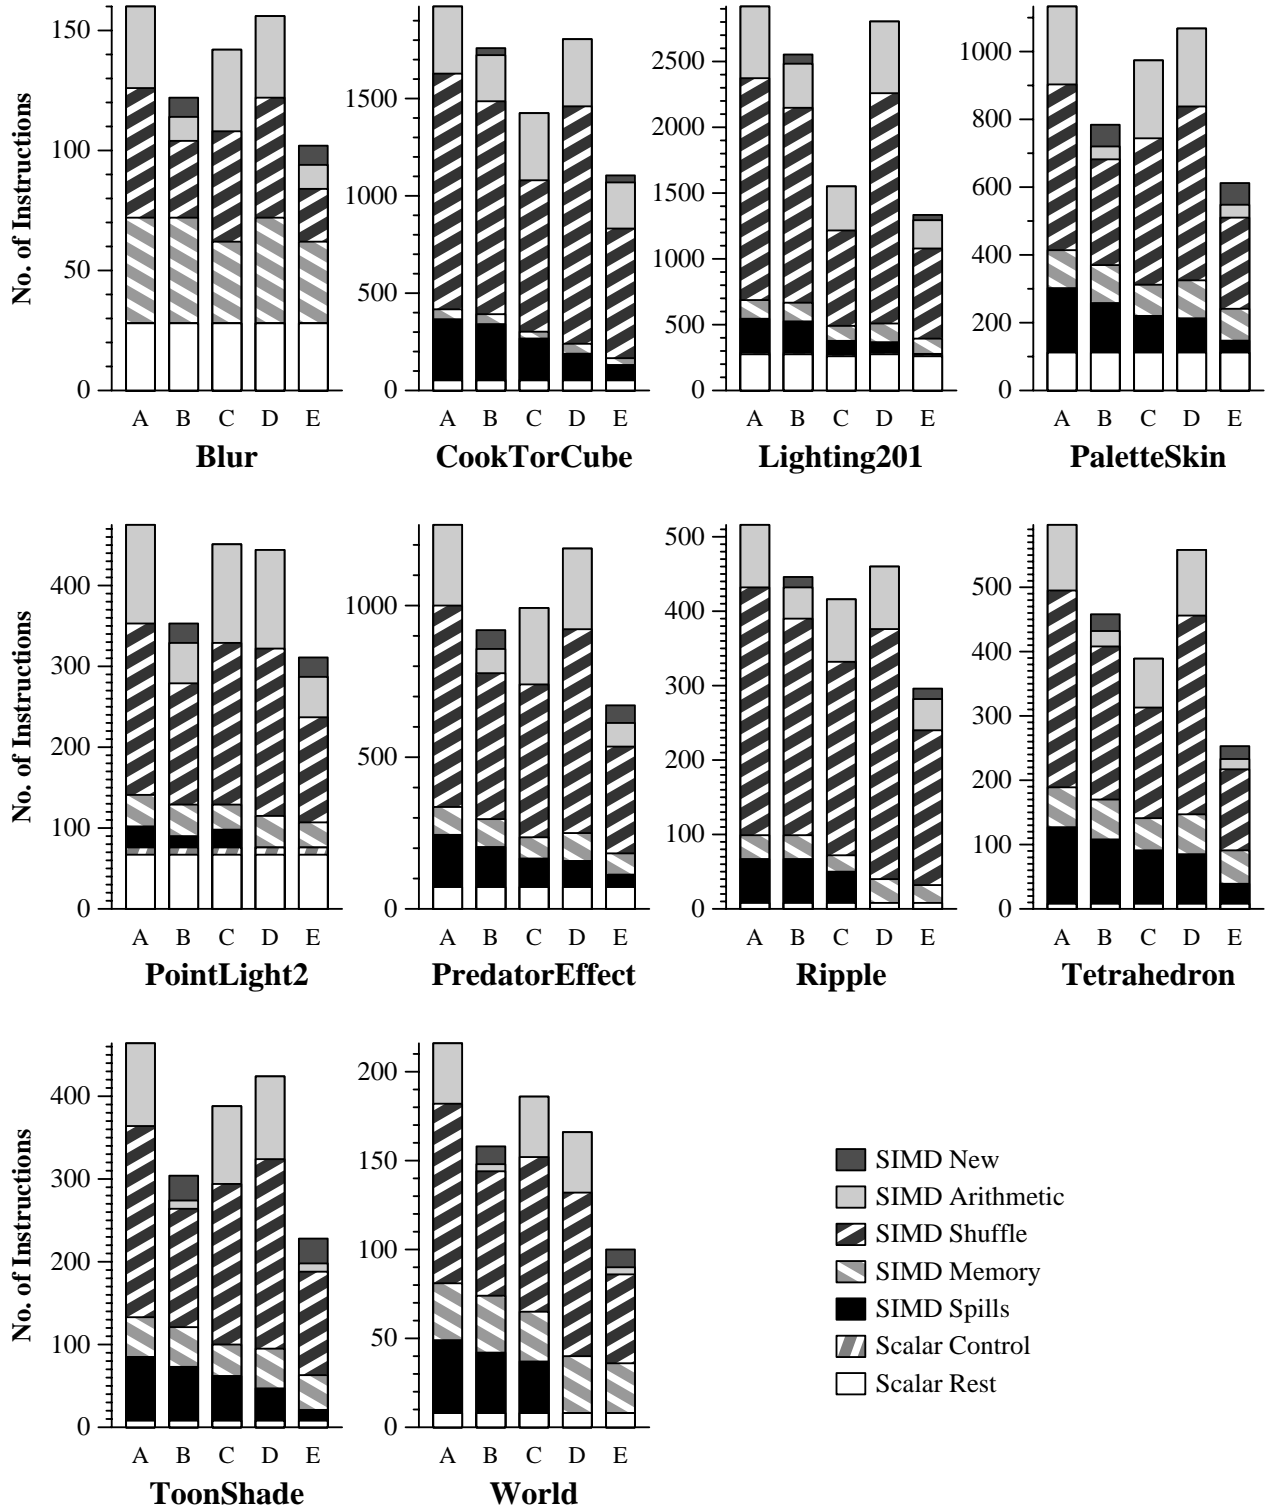 No. of Instructions
150
100
50
0
A B C D E
Blur
1500
1000
500
0
A B C D E
CookTorCube
2500
2000
1500
1000
500
0
A B C D E
Lighting201
1000
800
600
400
200
0
A B C D E
PaletteSkin
No. of Instructions
400
300
200
100
0
A B C D E
PointLight2
1000
500
0
A B C D E
PredatorEffect
500
400
300
200
100
0
A B C D E
Ripple
500
400
300
200
100
0
A B C D E
Tetrahedron
No. of Instructions
400
300
200
100
0
A B C D E
ToonShade
200
150
100
50
0
A B C D E
World
SIMD New
SIMD Arithmetic
SIMD Shuffle
SIMD Memory
SIMD Spills
Scalar Control
Scalar Rest